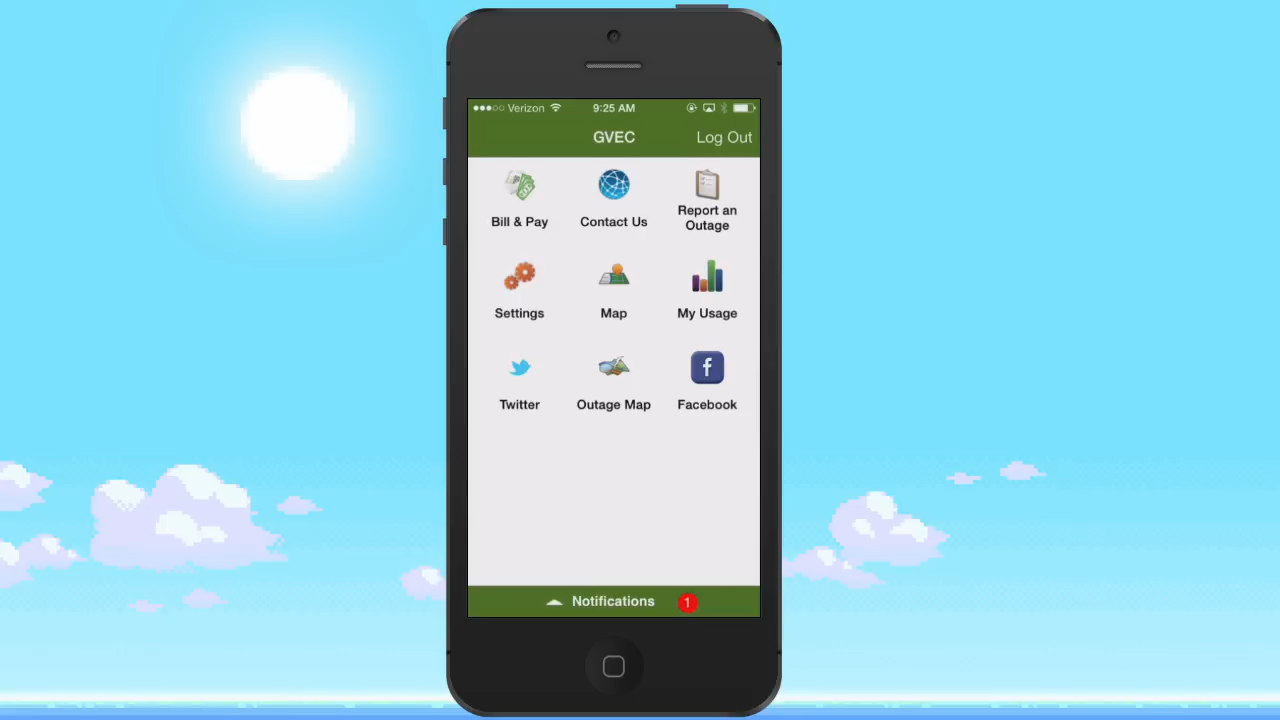 Verizon 9:25 AM
GVEC Log Out
Bill & Pay Contact Us Report an
Outage
Settings Map My Usage
Twitter Outage Map Facebook
Notifications 1